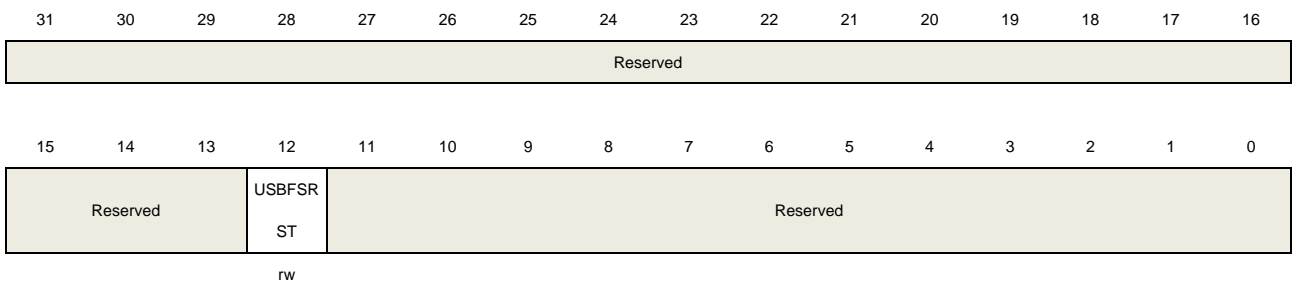 31 30 29 28 27 26 25 24 23 22 21 20 19 18 17 16
Reserved
15 14 13 12 11 10 9 8 7 6 5 4 3 2 1 0
Reserved
USBFSR
ST
Reserved
rw